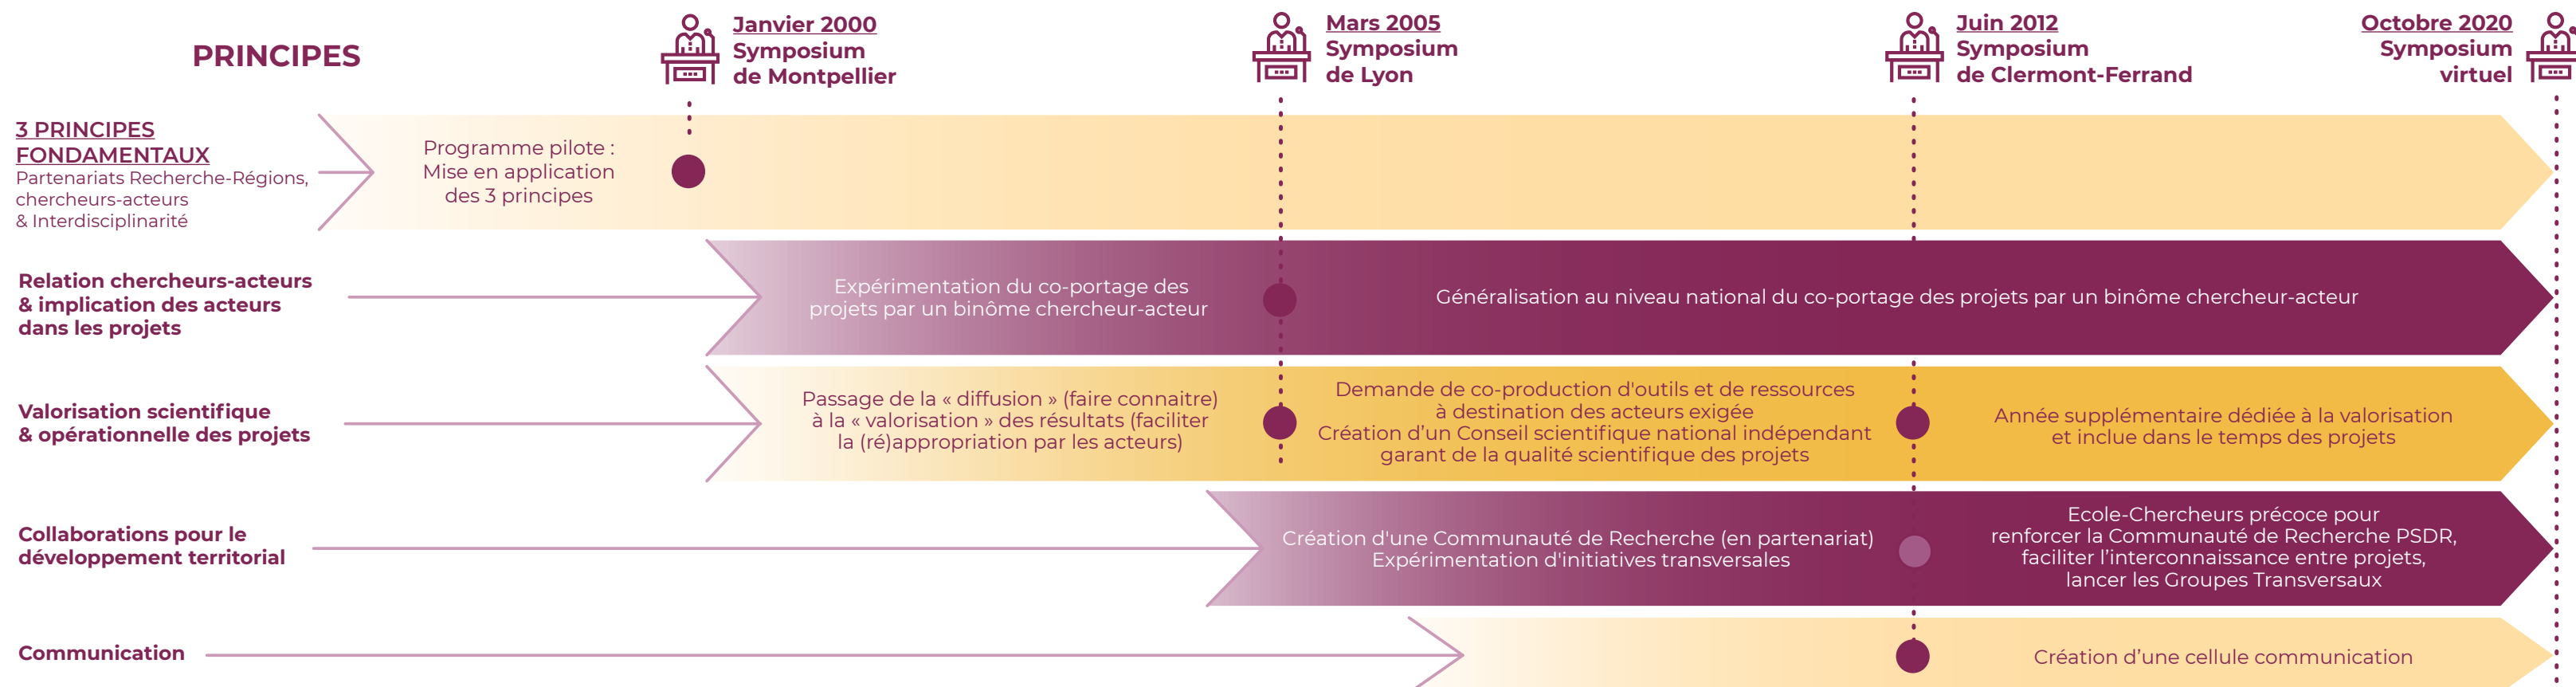 PRINCIPES
Janvier 2000
Symposium
de Montpellier
Mars 2005
Symposium
de Lyon
Juin 2012
Symposium
de Clermont-Ferrand
Octobre 2020
Symposium
virtuel
3 PRINCIPES
FONDAMENTAUX
Partenariats Recherche-Régions,
chercheurs-acteurs
& Interdisciplinarité
Programme pilote :
Mise en application
des 3 principes
Relation chercheurs-acteurs
& implication des acteurs
dans les projets
Expérimentation du co-portage des
projets par un binôme chercheur-acteur
Généralisation au niveau national du co-portage des projets par un binôme chercheur-acteur
Valorisation scientifique
& opérationnelle des projets
Passage de la « diffusion » (faire connaitre)
à la « valorisation » des résultats (faciliter
la (ré)appropriation par les acteurs)
Demande de co-production d'outils et de ressources
à destination des acteurs exigée
Création d’un Conseil scientifique national indépendant
garant de la qualité scientifique des projets
Année supplémentaire dédiée à la valorisation
et inclue dans le temps des projets
Collaborations pour le
développement territorial
Création d'une Communauté de Recherche (en partenariat)
Expérimentation d'initiatives transversales
Ecole-Chercheurs précoce pour
renforcer la Communauté de Recherche PSDR,
faciliter l’interconnaissance entre projets,
lancer les Groupes Transversaux
Communication
Création d’une cellule communication